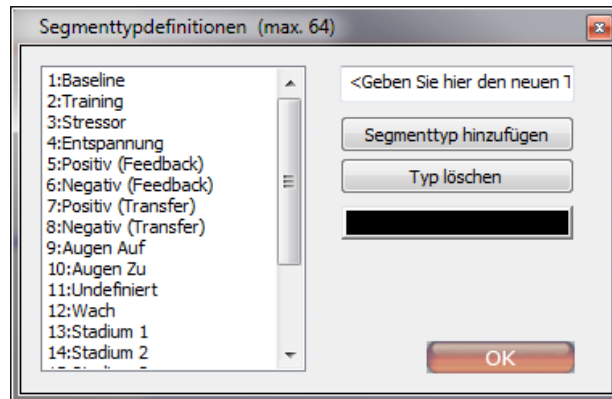 Segmenttypdefinitionen (max. 64)
1:Baseline
2:Training
3:Stressor
4:Entspannung
5:Positiv (Feedback)
6:Negativ (Feedback)
7:Positiv (Transfer)
8:Negativ (Transfer)
9:Augen Auf
10:Augen Zu
11:Undefiniert
12:Wach
13:Stadium 1
14:Stadium 2
<Geben Sie hier den neuen T
Segmenttyp hinzufügen
Typ löschen
OK